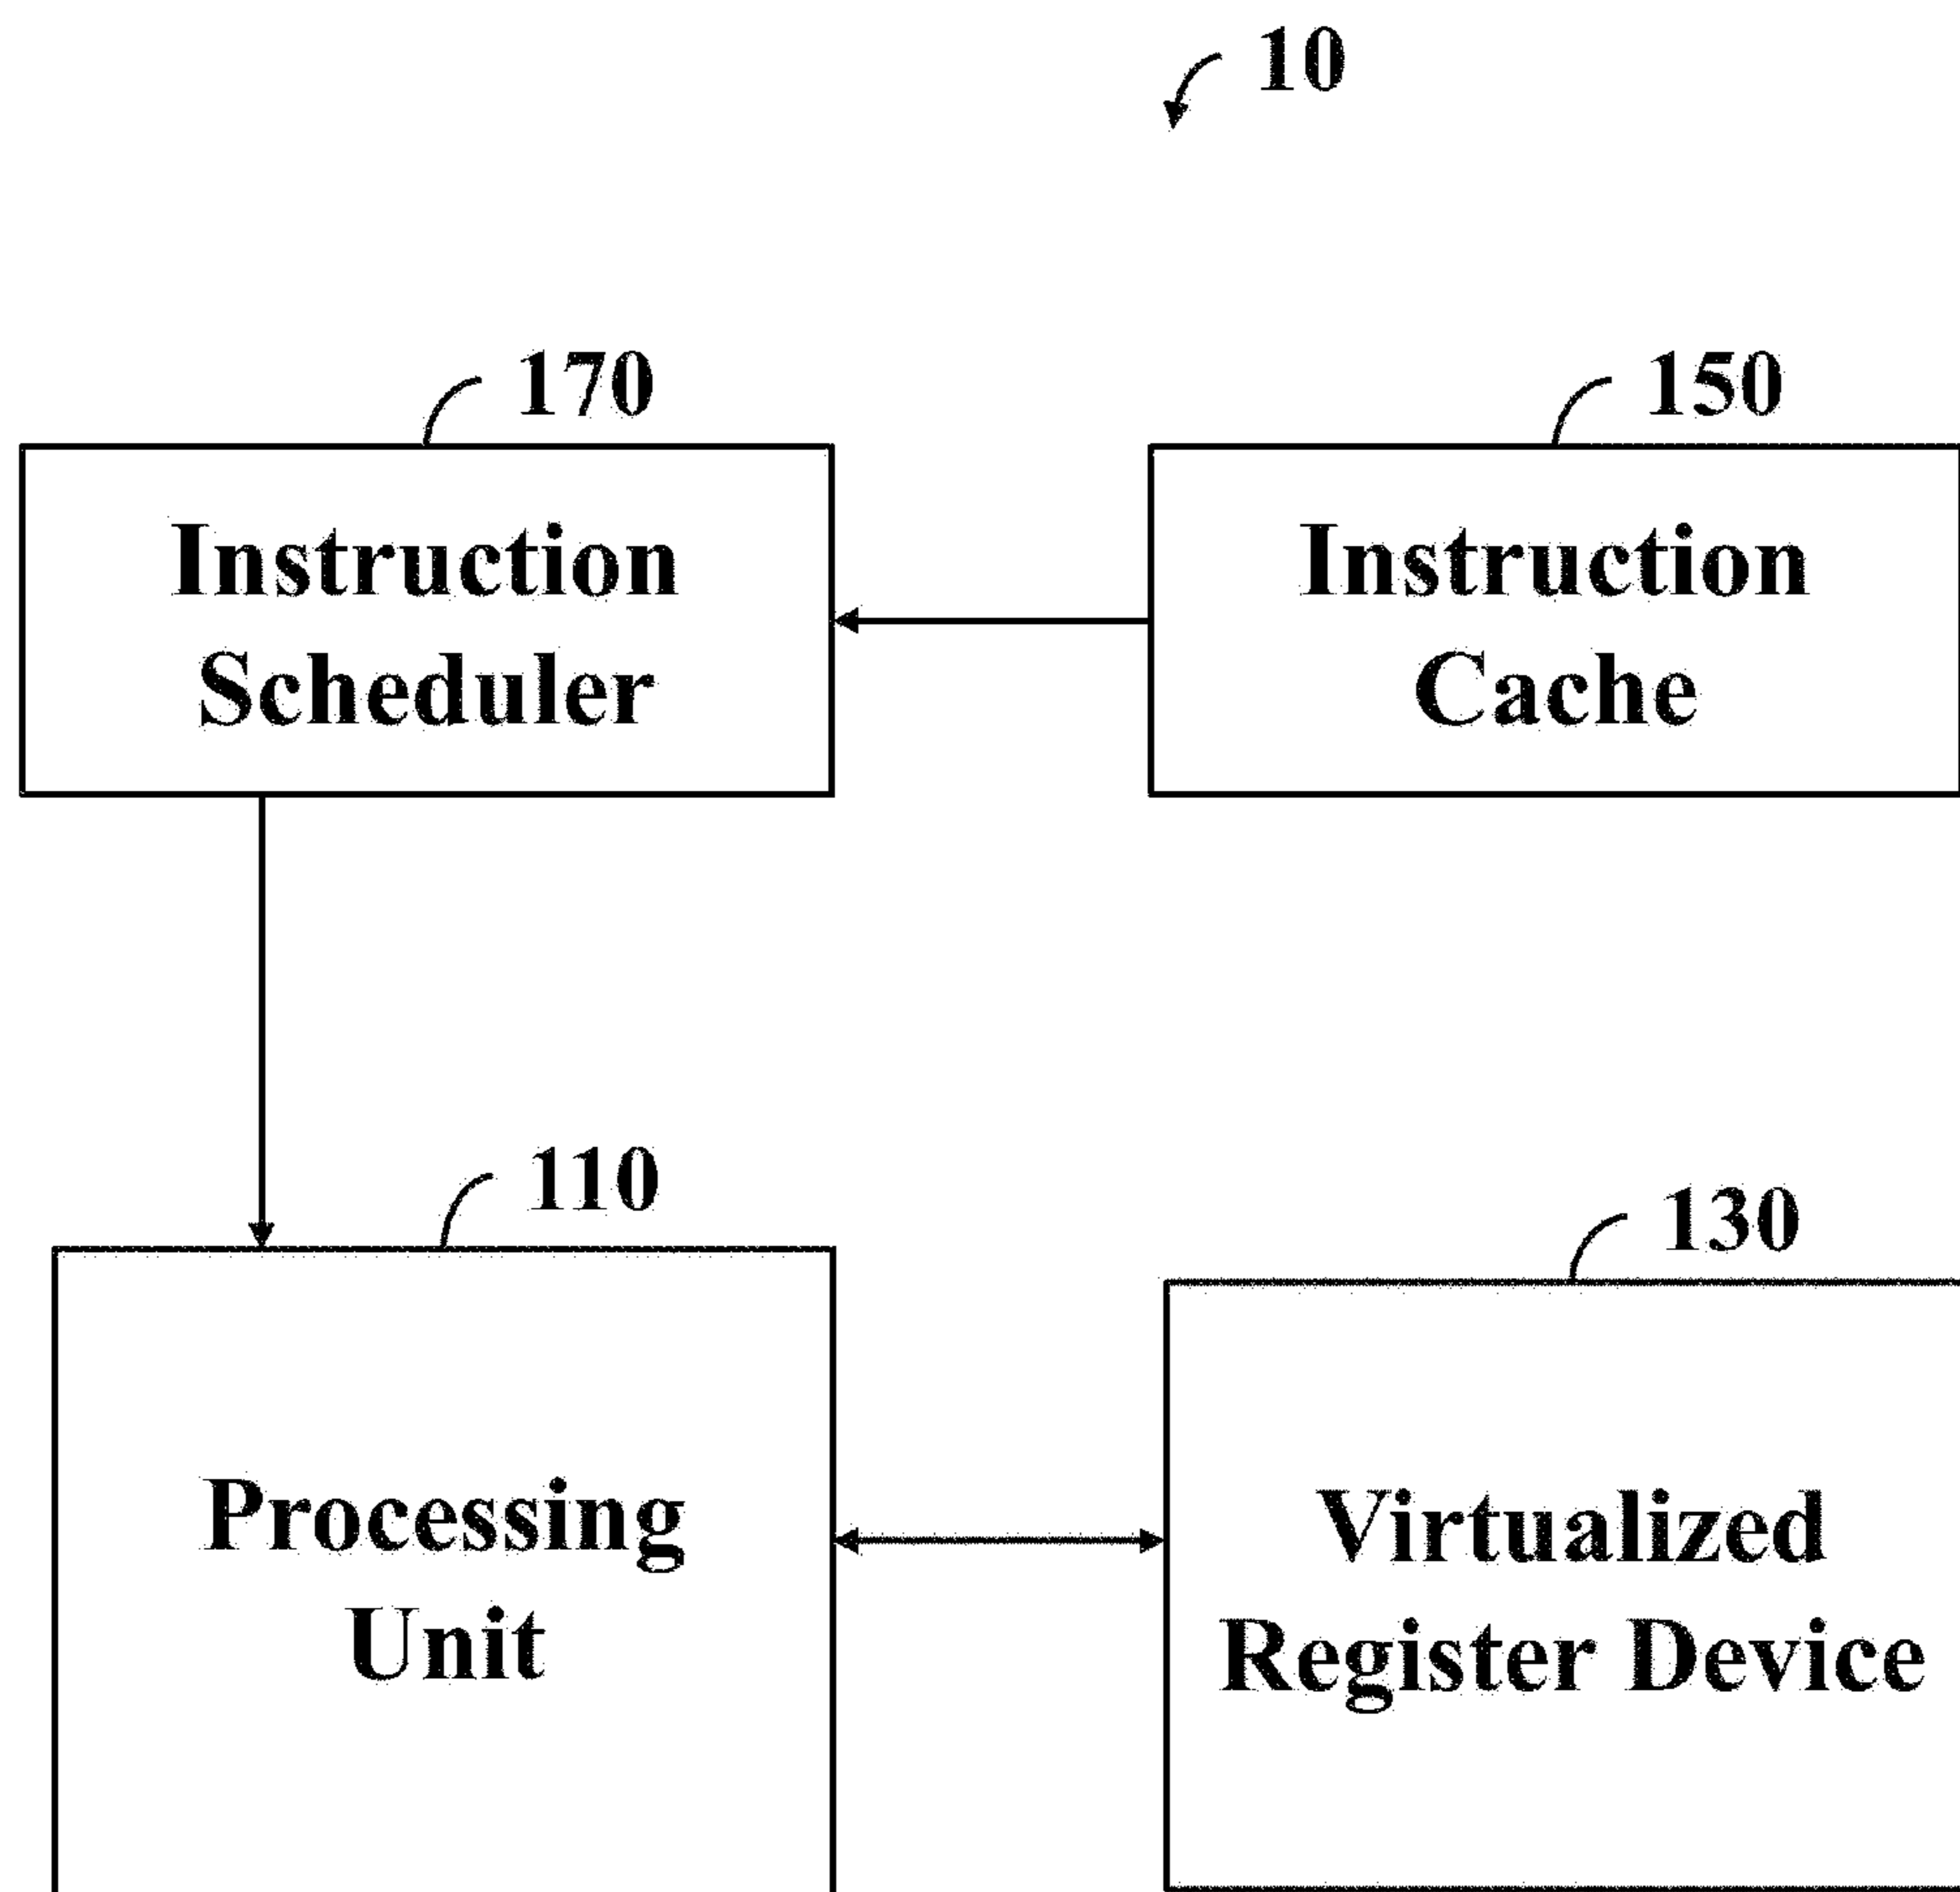 10
170
150
Instruction
Scheduler
Instruction
Cache
110
130
Processing
Unit
Virtualized
Register Device